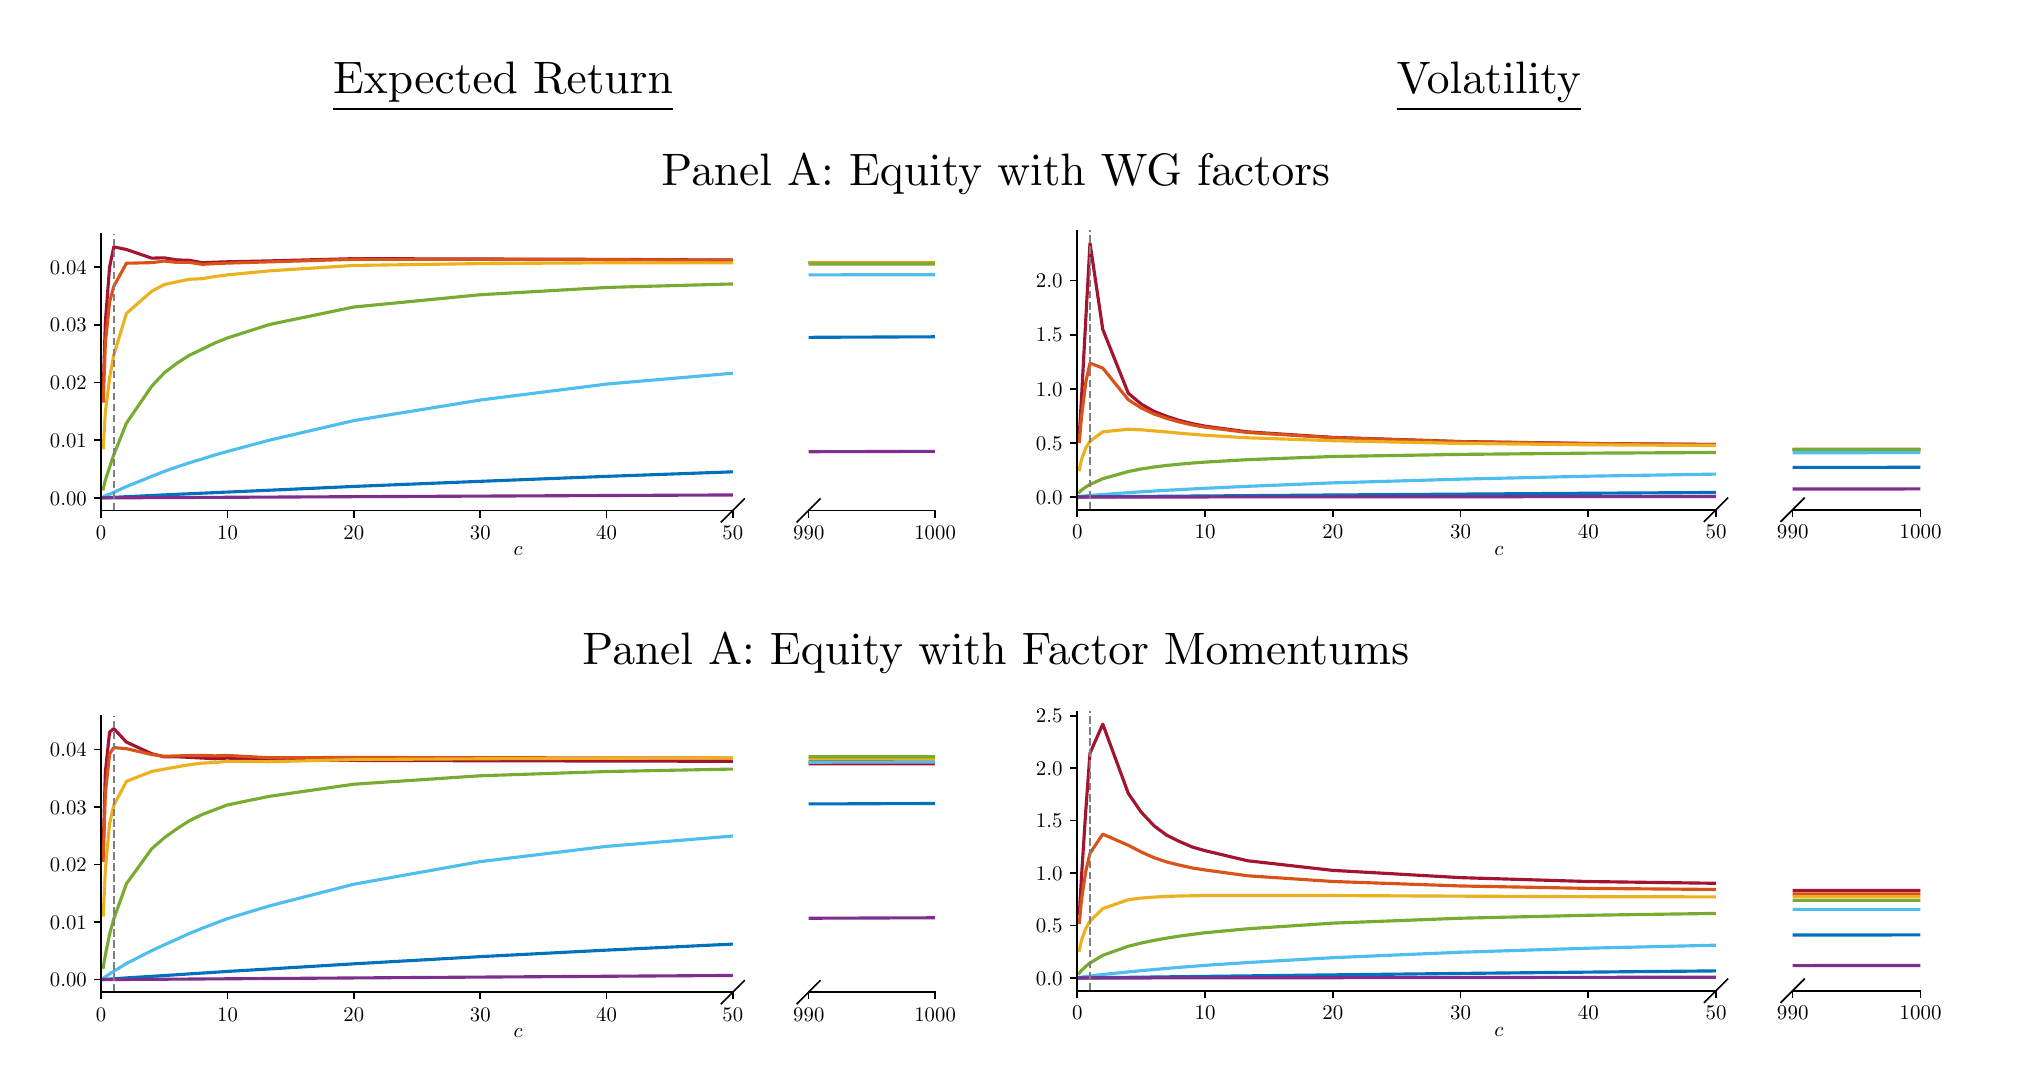 Expected Return
Volatility
Panel A: Equity with WG factors
0.04
0.03
0.02
0.01
0.00
0 10 20 30 40 50 990 1000
c
2.0
1.5
1.0
0.5
0.0
0 10 20 30 40 50 990 1000
c
Panel A: Equity with Factor Momentums
0.04
0.03
0.02
0.01
0.00
0 10 20 30 40 50 990 1000
c
2.5
2.0
1.5
1.0
0.5
0.0
0 10 20 30 40 50 990 1000
c